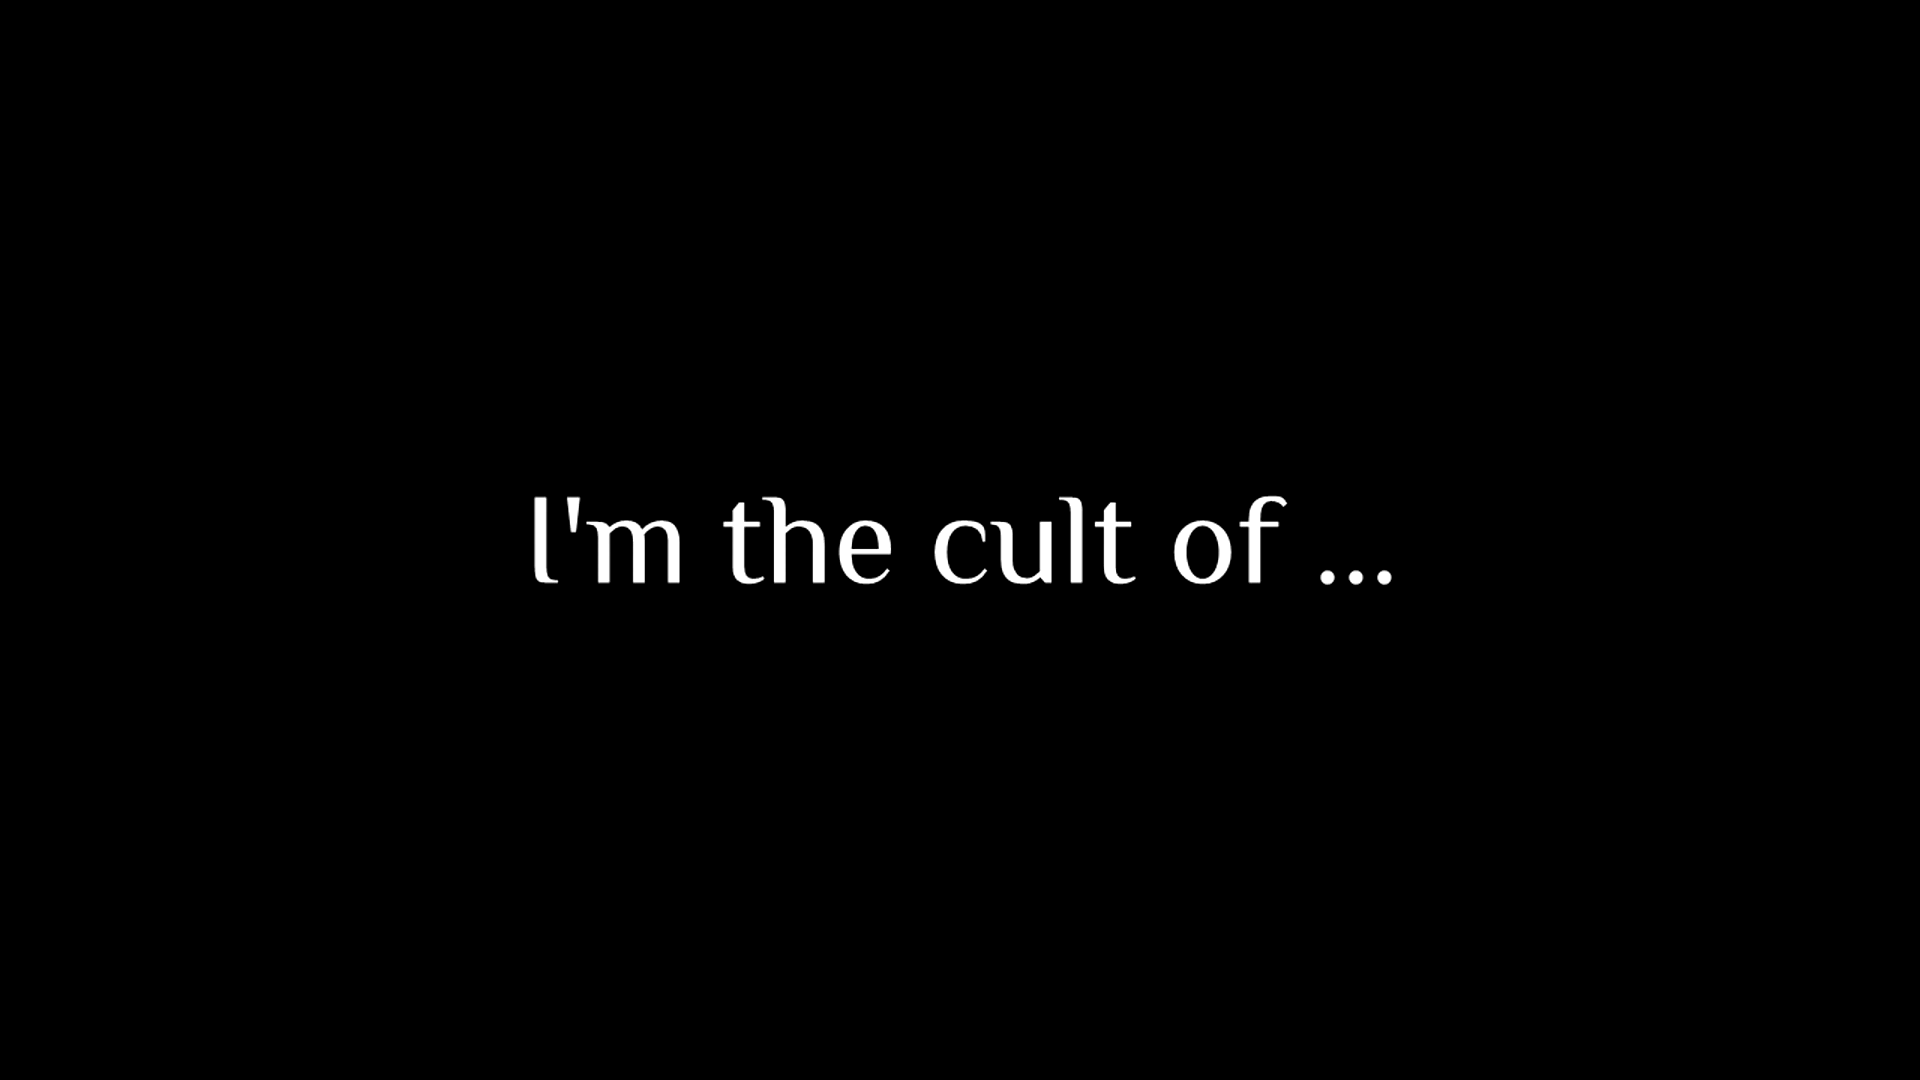 I'm the cult of ...